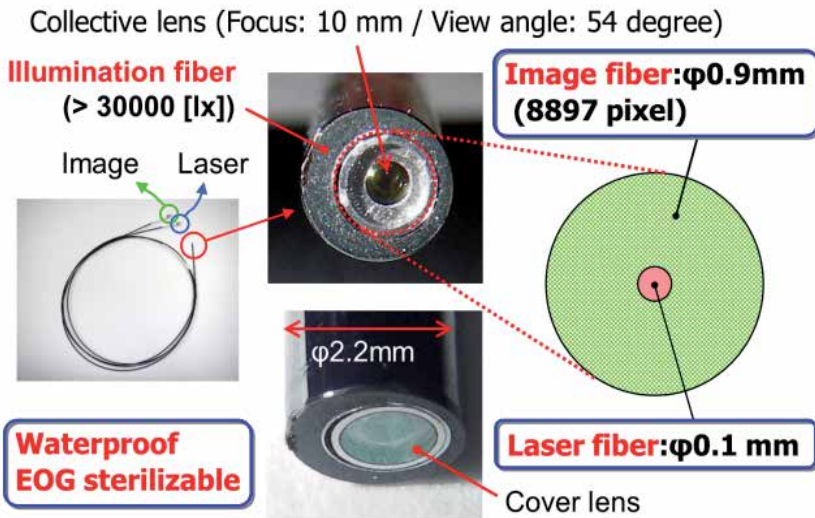 Collective lens (Focus: 10 mm / View angle: 54 degree)
Illumination fiber
(> 30000 [lx])
Image fiber:φ0.9mm
(8897 pixel)
Image
Laser
φ2.2mm
Waterproof
EOG sterilizable
Laser fiber:φ0.1 mm
Cover lens